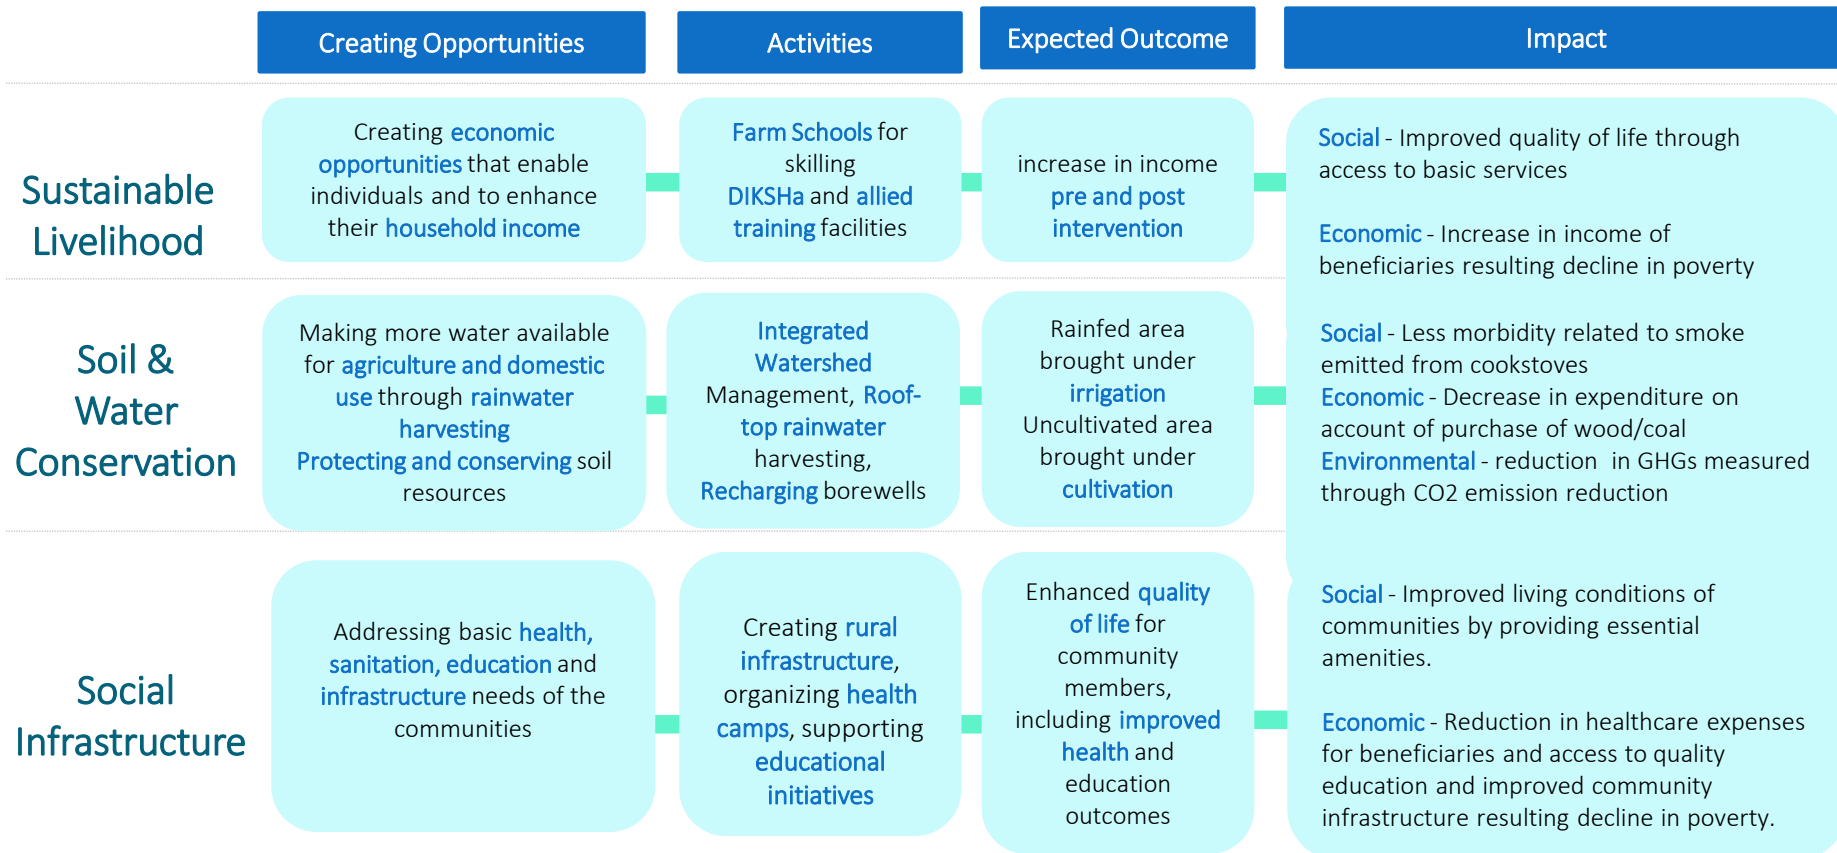 Creating Opportunities
Activities
Expected Outcome
Impact
Sustainable
Livelihood
Creating economic
opportunities that enable
individuals and to enhance
their household income
Farm Schools for
skilling
DIKSHa and allied
training facilities
increase in income
pre and post
intervention
Social - Improved quality of life through
access to basic services
Economic - Increase in income of
beneficiaries resulting decline in poverty
Soil &
Water
Conservation
Making more water available
for agriculture and domestic
use through rainwater
harvesting
Protecting and conserving soil
resources
Integrated
Watershed
Management, Roof-
top rainwater
harvesting,
Recharging borewells
Rainfed area
brought under
irrigation
Uncultivated area
brought under
cultivation
Social - Less morbidity related to smoke
emitted from cookstoves
Economic - Decrease in expenditure on
account of purchase of wood/coal
Environmental - reduction  in GHGs measured
through CO2 emission reduction
Social
Infrastructure
Addressing basic health,
sanitation, education and
infrastructure needs of the
communities
Creating rural
infrastructure,
organizing health
camps, supporting
educational
initiatives
Enhanced quality
of life for
community
members,
including improved
health and
education
outcomes
Social - Improved living conditions of
communities by providing essential
amenities.
Economic - Reduction in healthcare expenses
for beneficiaries and access to quality
education and improved community
infrastructure resulting decline in poverty.